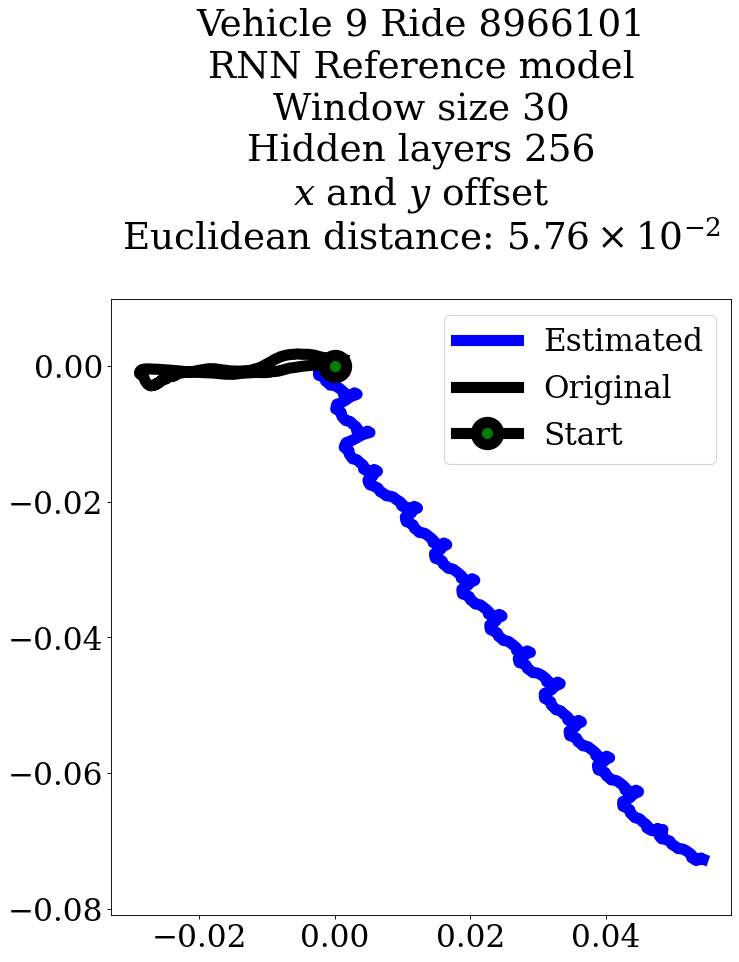 Vehicle 9 Ride 8966101
RNN Reference model
Window size 30
Hidden layers 256
x and y offset
Euclidean distance: 5.76 × 10⁻²
Estimated
Original
Start
0.00
−0.02
−0.04
−0.06
−0.08
−0.02 0.00 0.02 0.04